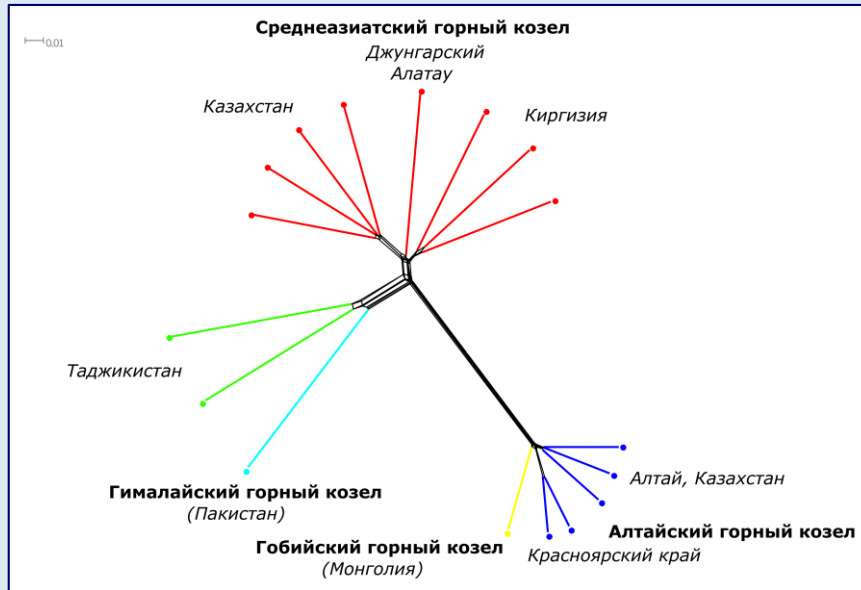 Среднеазиатский горный козел
0.01
Джунгарский
Алатау
Казахстан
Киргизия
Таджикистан
Гималайский горный козел
(Пакистан)
Алтай, Казахстан
Алтайский горный козел
Гобийский горный козел
(Монголия)
Красноярский край